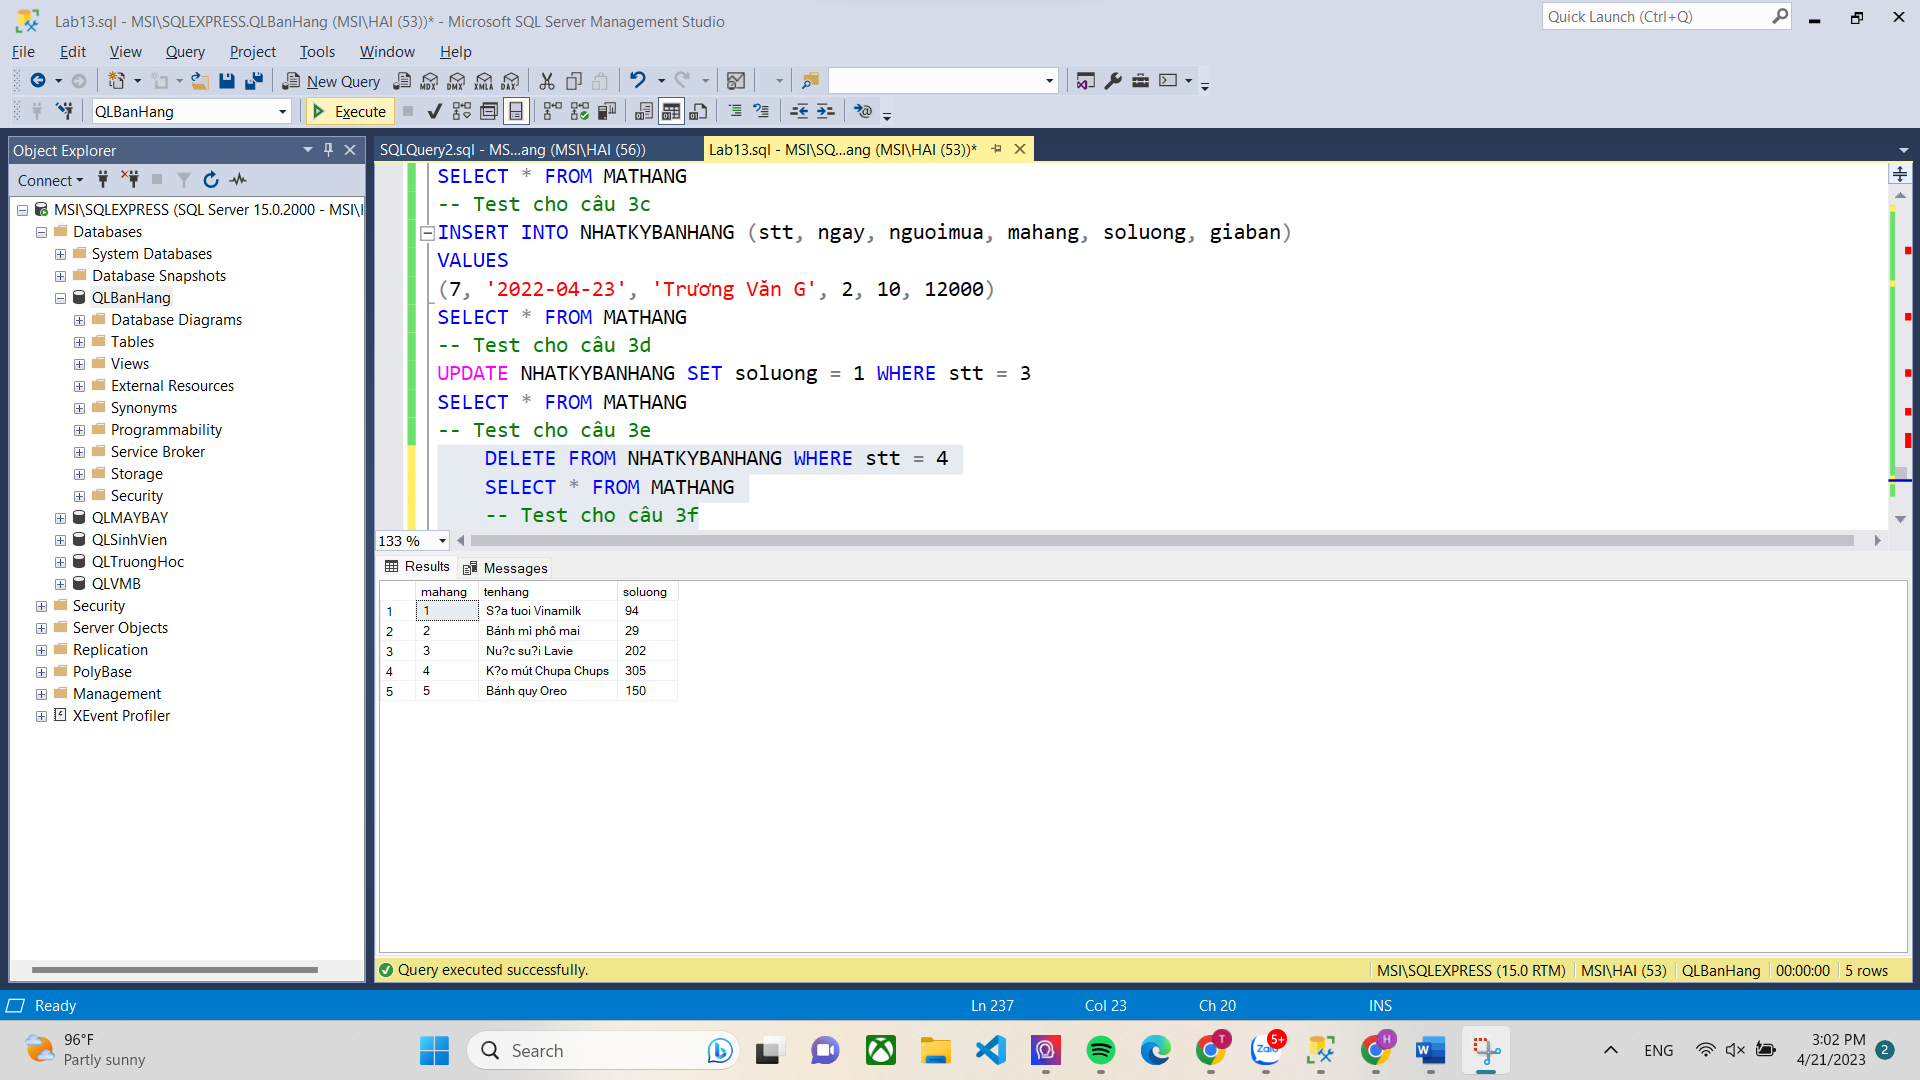 Lab13.sql - MSI\SQLEXPRESS.QLBanHang (MSI\HAI (53))* - Microsoft SQL Server Management Studio
Quick Launch (Ctrl+Q)
File Edit View Query Project Tools Window Help
New Query MDX DMX XMLA DAX
QLBanHang Execute
Object Explorer
SQLQuery2.sql - MS...ang (MSI\HAI (56)) Lab13.sql - MSI\SQ...ang (MSI\HAI (53))*
Connect
MSI\SQLEXPRESS (SQL Server 15.0.2000 - MSI\
Databases
System Databases
Database Snapshots
QLBanHang
Database Diagrams
Tables
Views
External Resources
Synonyms
Programmability
Service Broker
Storage
Security
QLMAYBAY
QLSinhVien
QLTruongHoc
QLVMB
Security
Server Objects
Replication
PolyBase
Management
XEvent Profiler
SELECT * FROM MATHANG
-- Test cho câu 3c
INSERT INTO NHATKYBANHANG (stt, ngay, nguoimua, mahang, soluong, giaban)
VALUES
(7, '2022-04-23', 'Trương Văn G', 2, 10, 12000)
SELECT * FROM MATHANG
-- Test cho câu 3d
UPDATE NHATKYBANHANG SET soluong = 1 WHERE stt = 3
SELECT * FROM MATHANG
-- Test cho câu 3e
DELETE FROM NHATKYBANHANG WHERE stt = 4
SELECT * FROM MATHANG
-- Test cho câu 3f
133 %
Results Messages
mahang tenhang soluong
1 1 S?a tuoi Vinamilk 94
2 2 Bánh mì phô mai 29
3 3 Nu?c su?i Lavie 202
4 4 K?o mút Chupa Chups 305
5 5 Bánh quy Oreo 150
Query executed successfully. MSI\SQLEXPRESS (15.0 RTM) MSI\HAI (53) QLBanHang 00:00:00 5 rows
Ready Ln 237 Col 23 Ch 20 INS
96°F
Partly sunny
Search
T
Zalo
5+
H
W
ENG
3:02 PM
4/21/2023
2